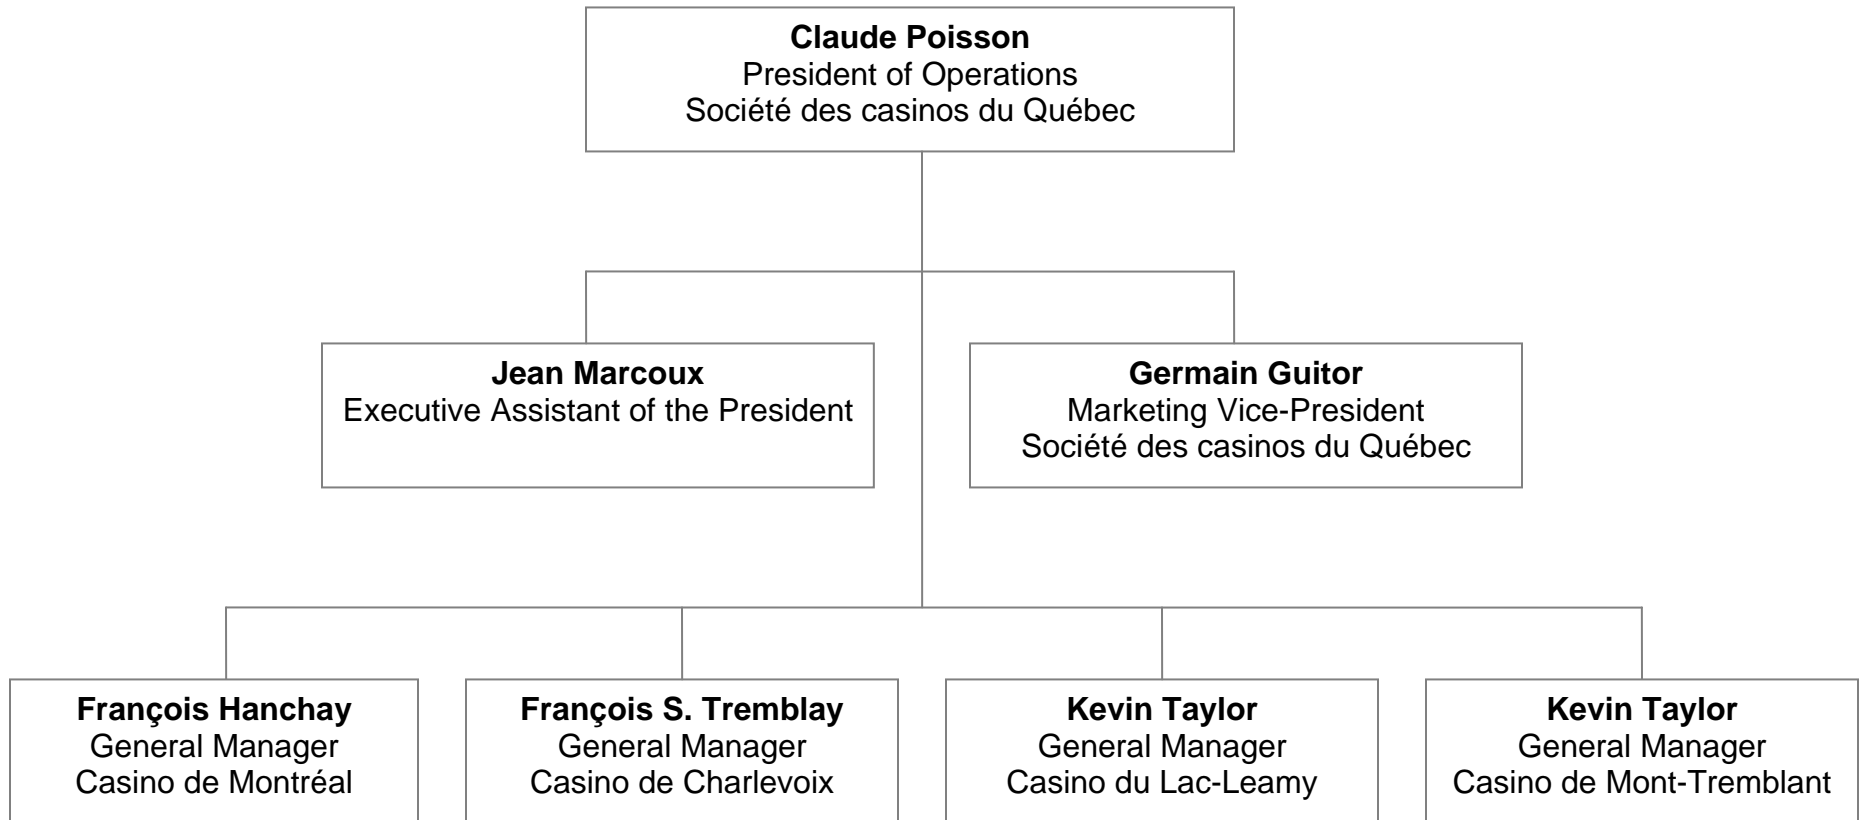 Claude Poisson
President of Operations
Société des casinos du Québec
Jean Marcoux
Executive Assistant of the President
Germain Guitor
Marketing Vice-President
Société des casinos du Québec
François Hanchay
General Manager
Casino de Montréal
François S. Tremblay
General Manager
Casino de Charlevoix
Kevin Taylor
General Manager
Casino du Lac-Leamy
Kevin Taylor
General Manager
Casino de Mont-Tremblant